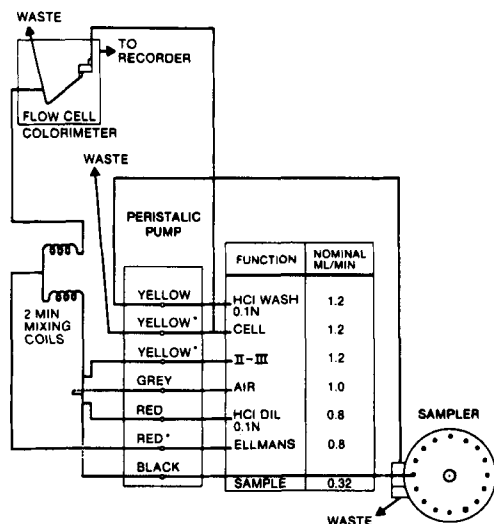 WASTE
TO
RECORDER
FLOW CELL
COLORIMETER
WASTE
PERISTALIC
PUMP
FUNCTION
NOMINAL
ML/MIN
2 MIN
MIXING
COILS
YELLOW HCl WASH 1.2
0.1N
YELLOW* CELL 1.2
YELLOW* II-III 1.2
GREY AIR 1.0
RED HCl DIL 0.8
0.1N
RED* ELLMANS 0.8
BLACK SAMPLE 0.32
SAMPLER
WASTE